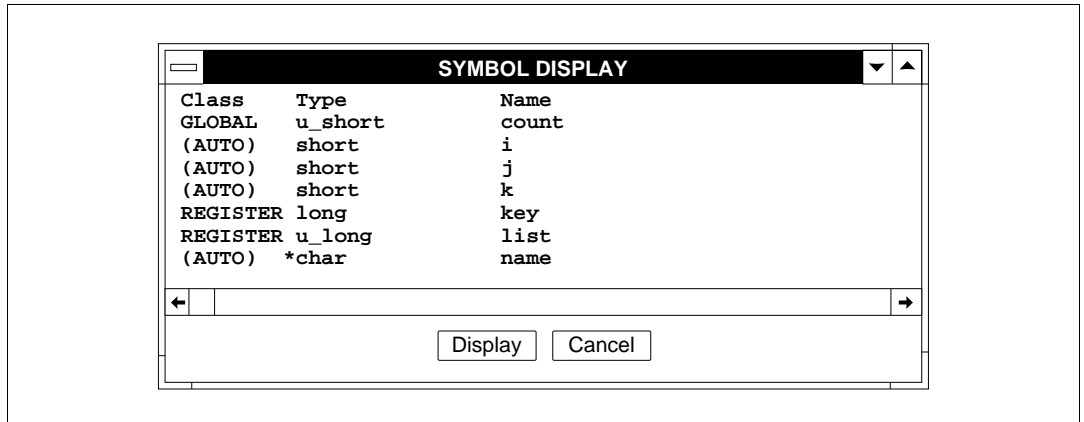 SYMBOL DISPLAY
Class Type Name
GLOBAL u_short count
(AUTO) short i
(AUTO) short j
(AUTO) short k
REGISTER long key
REGISTER u_long list
(AUTO) *char name
Display Cancel